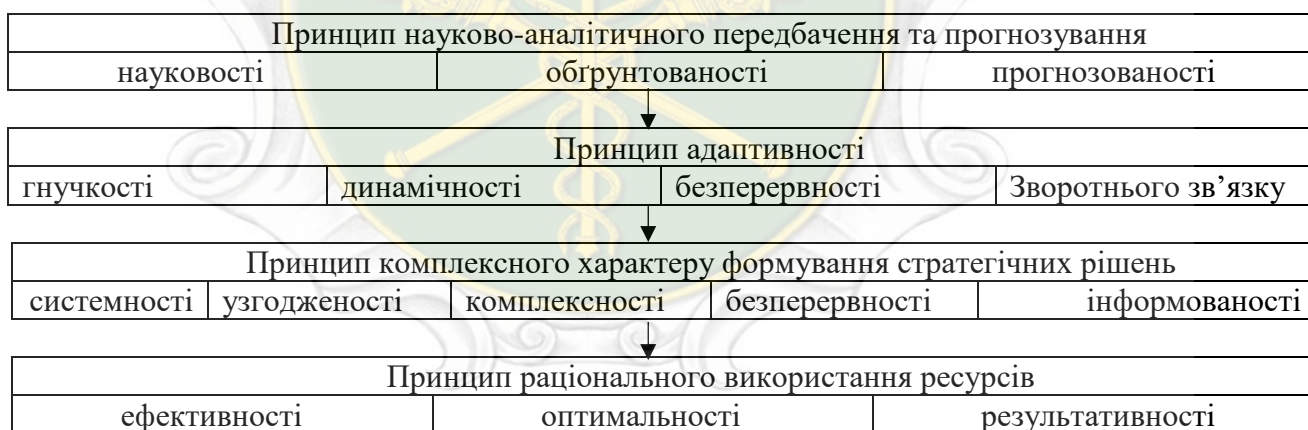 Принцип науково-аналітичного передбачення та прогнозування
науковості обґрунтованості прогнозованості
Принцип адаптивності
гнучкості динамічності безперервності Зворотнього зв’язку
Принцип комплексного характеру формування стратегічних рішень
системності узгодженості комплексності безперервності інформованості
Принцип раціонального використання ресурсів
ефективності оптимальності результативності